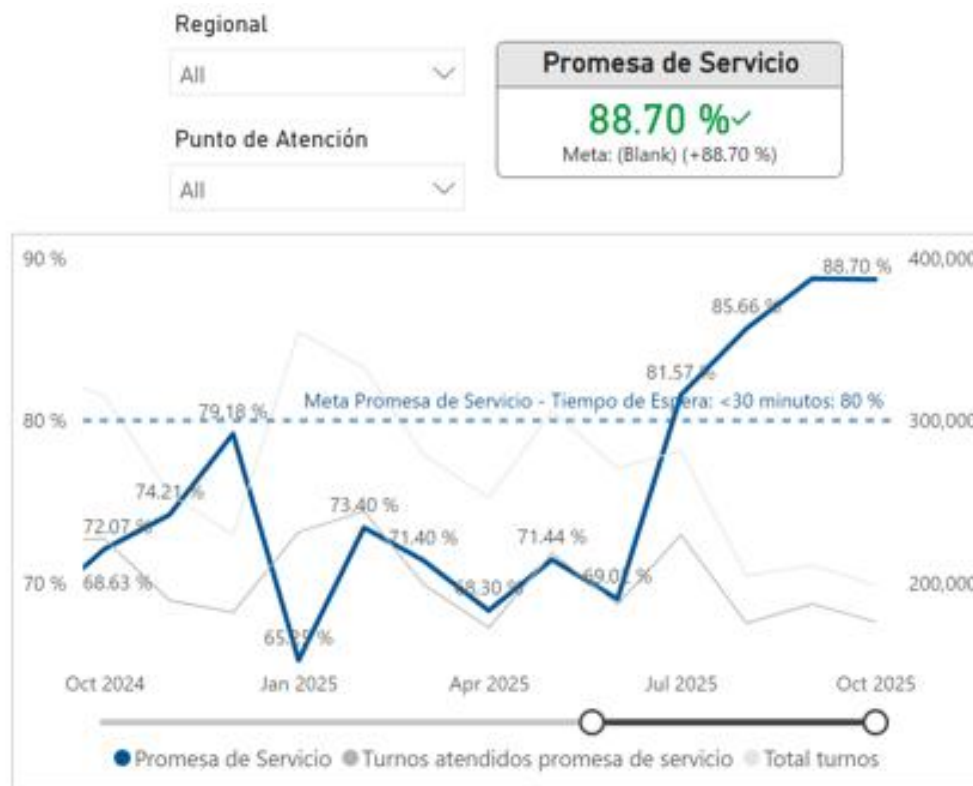 Regional
All
Promesa de Servicio
88.70 %
Meta: (Blank) (+88.70 %)
Punto de Atención
All
90 %
400,000
88.70 %
85.66 %
81.57 %
Meta Promesa de Servicio - Tiempo de Espera: <30 minutos: 80 %
79.18 %
80 %
300,000
74.21 %
73.40 %
72.07 %
71.40 %
71.44 %
70 %
68.63 %
68.30 %
200,000
65.25 %
Oct 2024
Jan 2025
Apr 2025
Jul 2025
Oct 2025
Promesa de Servicio
Turnos atendidos promesa de servicio
Total turnos